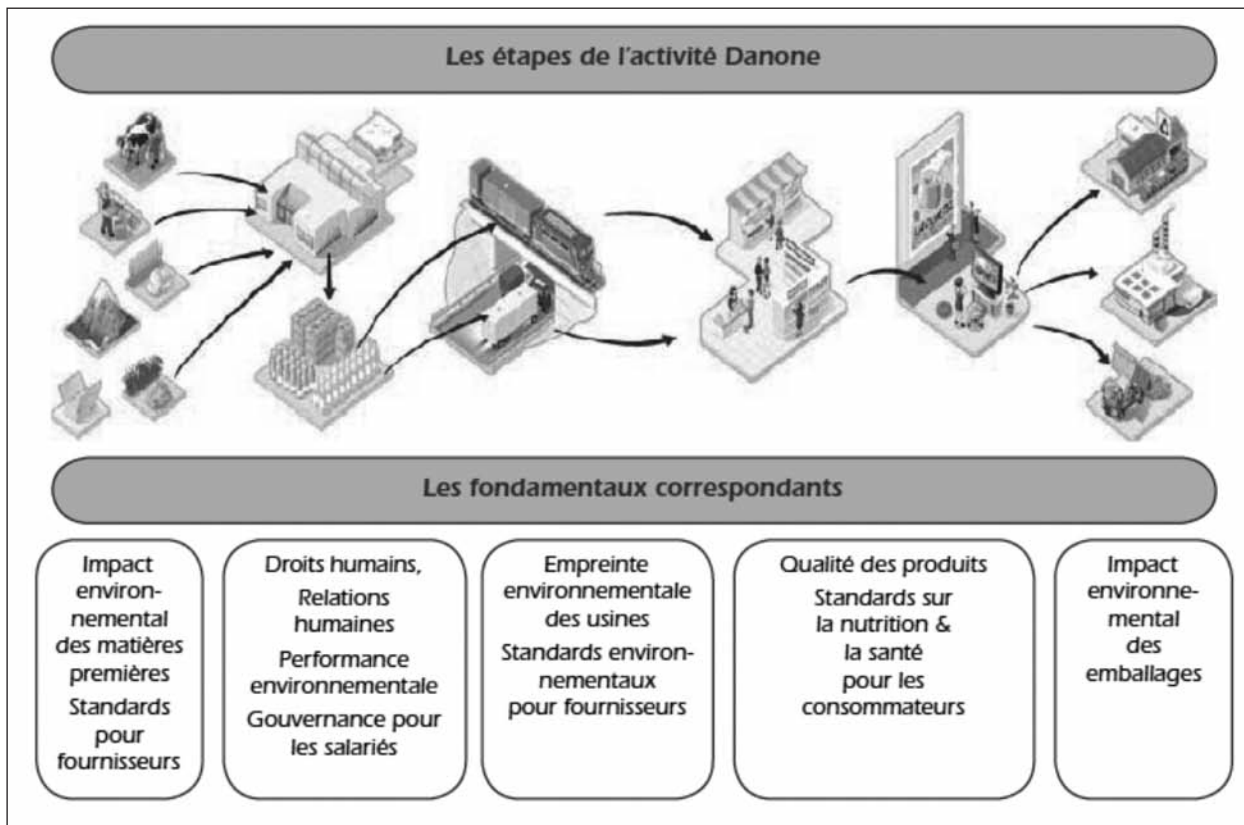 Les étapes de l'activité Danone
Les fondamentaux correspondants
Impact
environ-
nemental
des matières
premières
Standards
pour
fournisseurs
Droits humains,
Relations
humaines
Performance
environnementale
Gouvernance pour
les salariés
Empreinte
environnementale
des usines
Standards environ-
nementaux
pour fournisseurs
Qualité des produits
Standards sur
la nutrition &
la santé
pour les
consommateurs
Impact
environne-
mental
des
emballages